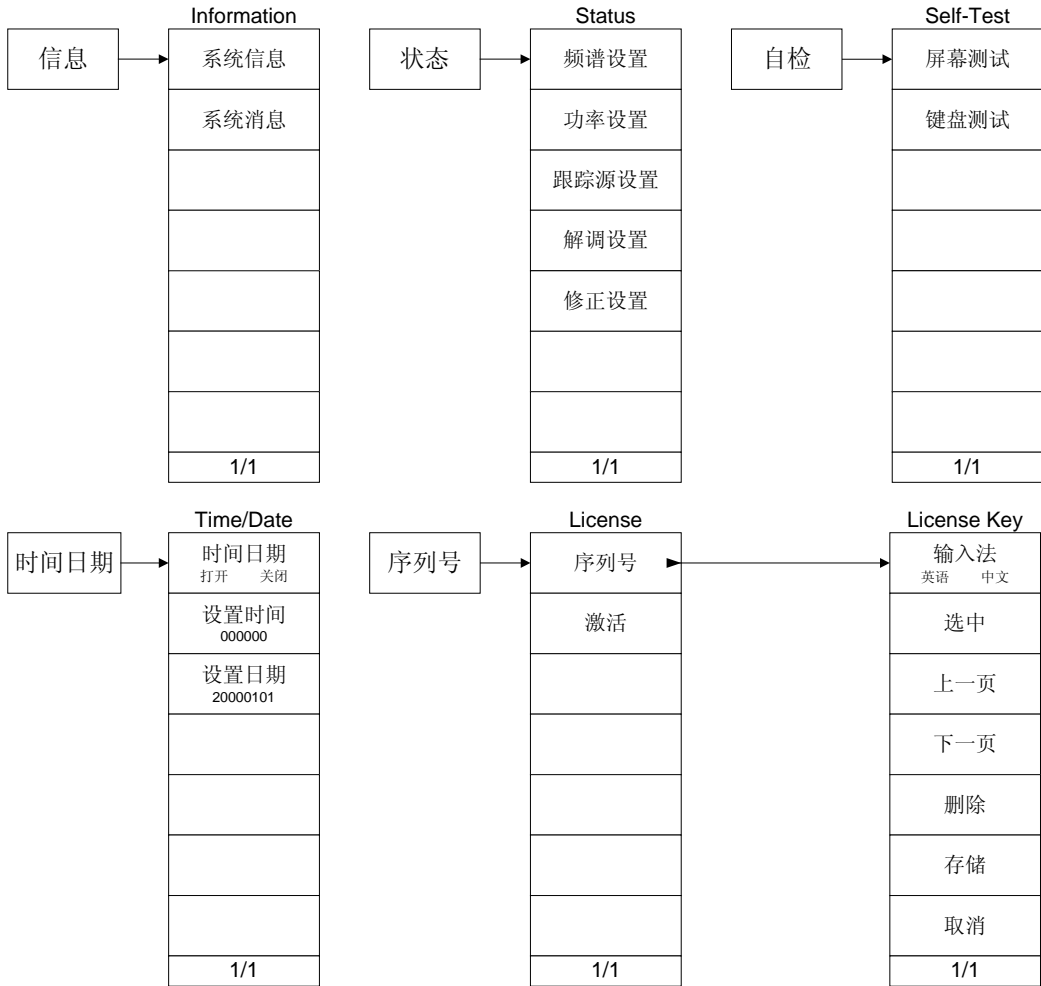 Information
信息
系统信息
系统消息
1/1
Status
状态
频谱设置
功率设置
跟踪源设置
解调设置
修正设置
1/1
Self-Test
自检
屏幕测试
键盘测试
1/1
Time/Date
时间日期
时间日期
打开 关闭
设置时间
000000
设置日期
20000101
1/1
License
序列号
序列号
激活
1/1
License Key
输入法
英语 中文
选中
上一页
下一页
删除
存储
取消
1/1